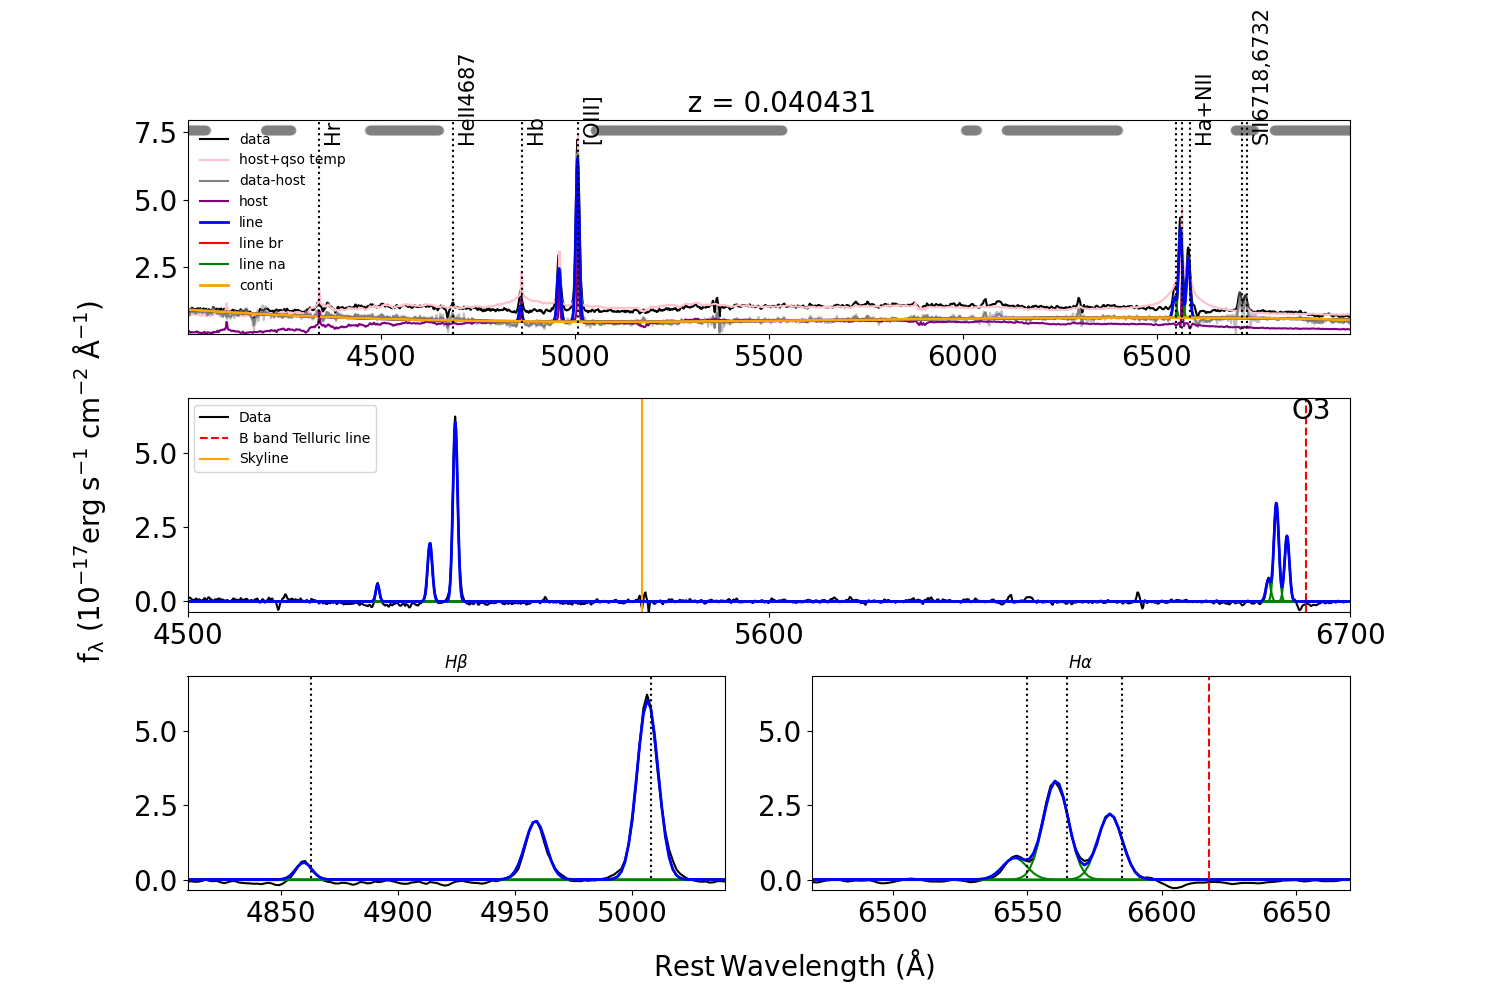 z = 0.040431
Hr
HeII4687
Hb
[OIII]
Ha+NII
SII6718,6732
7.5
5.0
2.5
data
host+qso temp
data-host
host
line
line br
line na
conti
4500 5000 5500 6000 6500
fλ (10−17erg s−1 cm−2 Å−1)
Data
B band Telluric line
Skyline
O3
5.0
2.5
0.0
4500 5600 6700
Hβ
5.0
2.5
0.0
4850 4900 4950 5000
Hα
5.0
2.5
0.0
6500 6550 6600 6650
Rest Wavelength (Å)